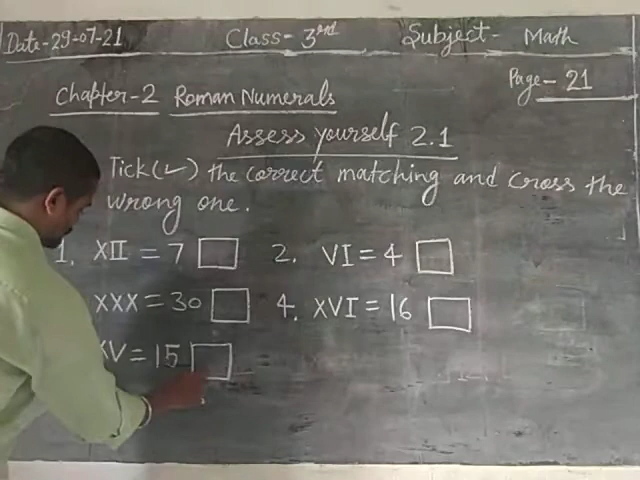 Date-29-07-21 Class-3rd Subject- Math
Page-21
Chapter-2 Roman Numerals
Assess yourself 2.1
Tick(✓) the correct matching and cross the
wrong one.
1. XII = 7 2. VI = 4
XXX = 30 4. XVI = 16
XV = 15